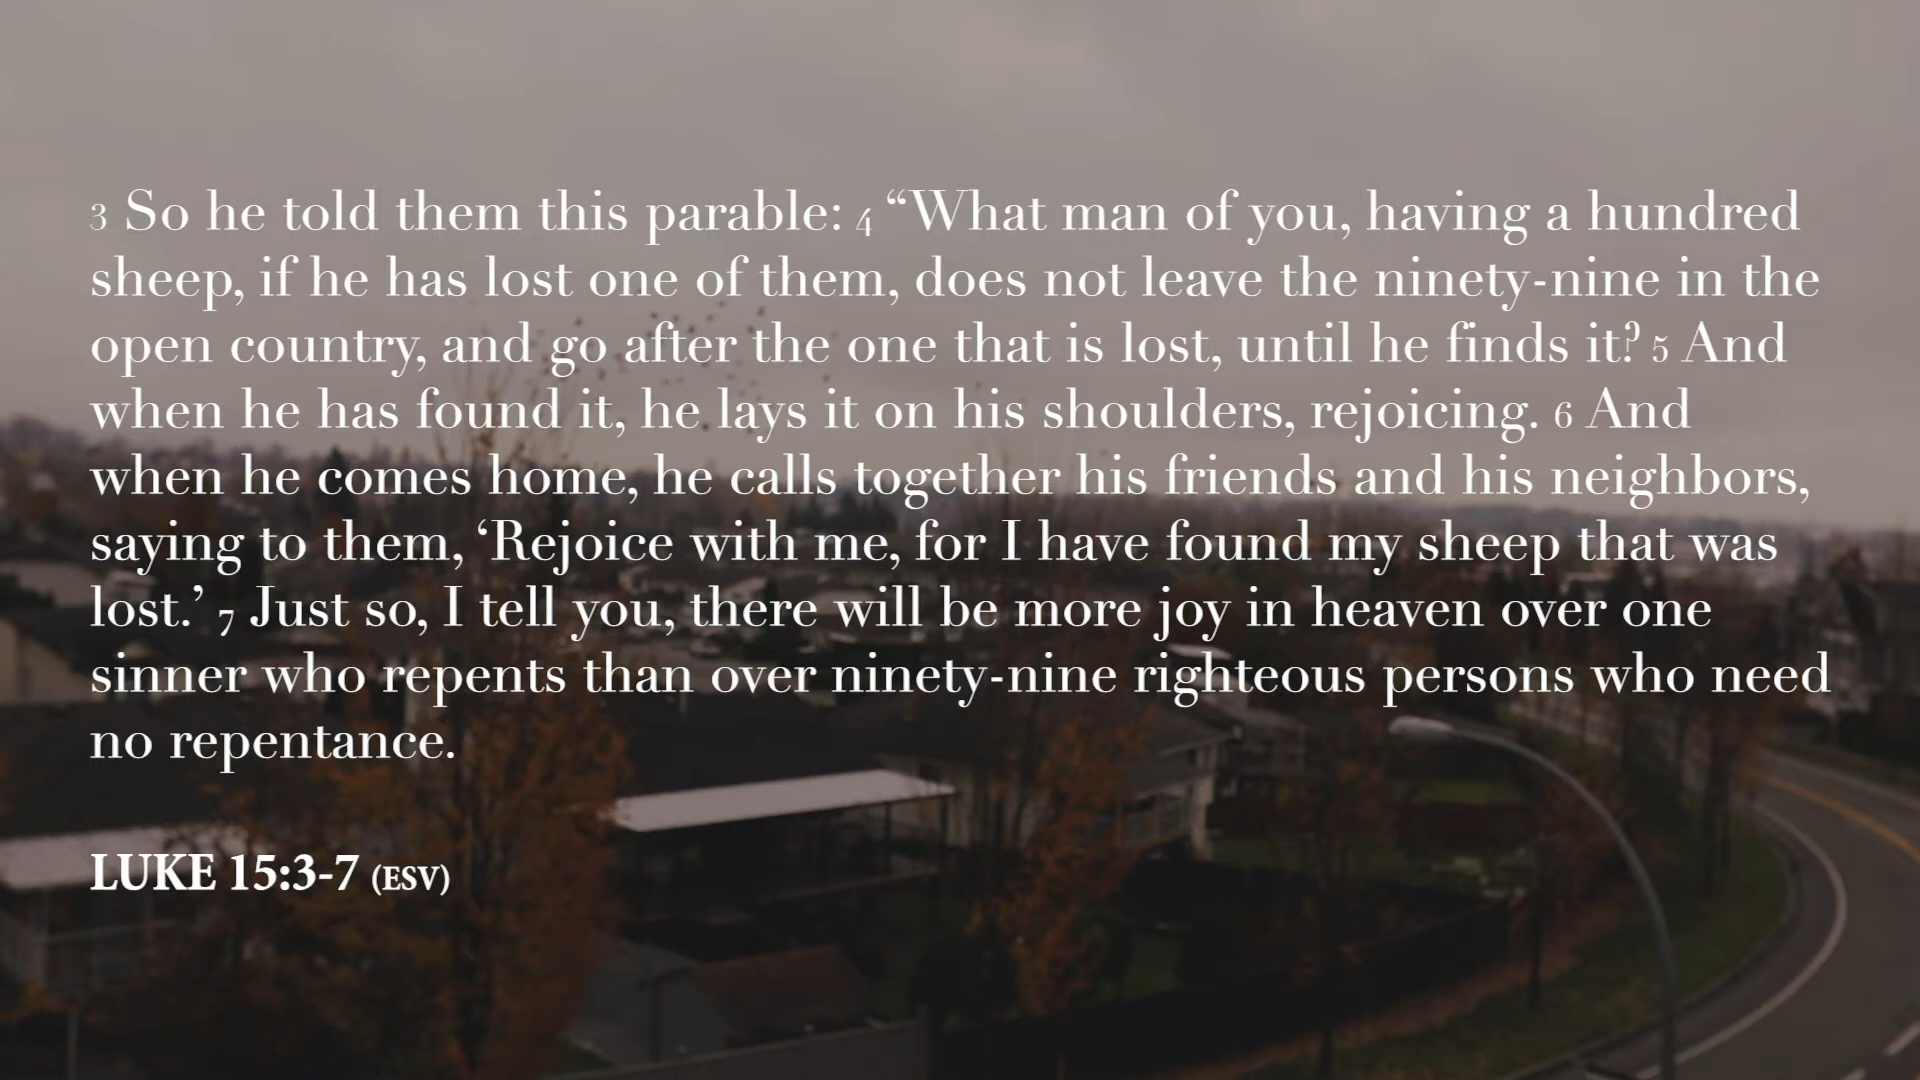 3 So he told them this parable: 4 “What man of you, having a hundred
sheep, if he has lost one of them, does not leave the ninety-nine in the
open country, and go after the one that is lost, until he finds it? 5 And
when he has found it, he lays it on his shoulders, rejoicing. 6 And
when he comes home, he calls together his friends and his neighbors,
saying to them, ‘Rejoice with me, for I have found my sheep that was
lost.’ 7 Just so, I tell you, there will be more joy in heaven over one
sinner who repents than over ninety-nine righteous persons who need
no repentance.
LUKE 15:3-7 (ESV)